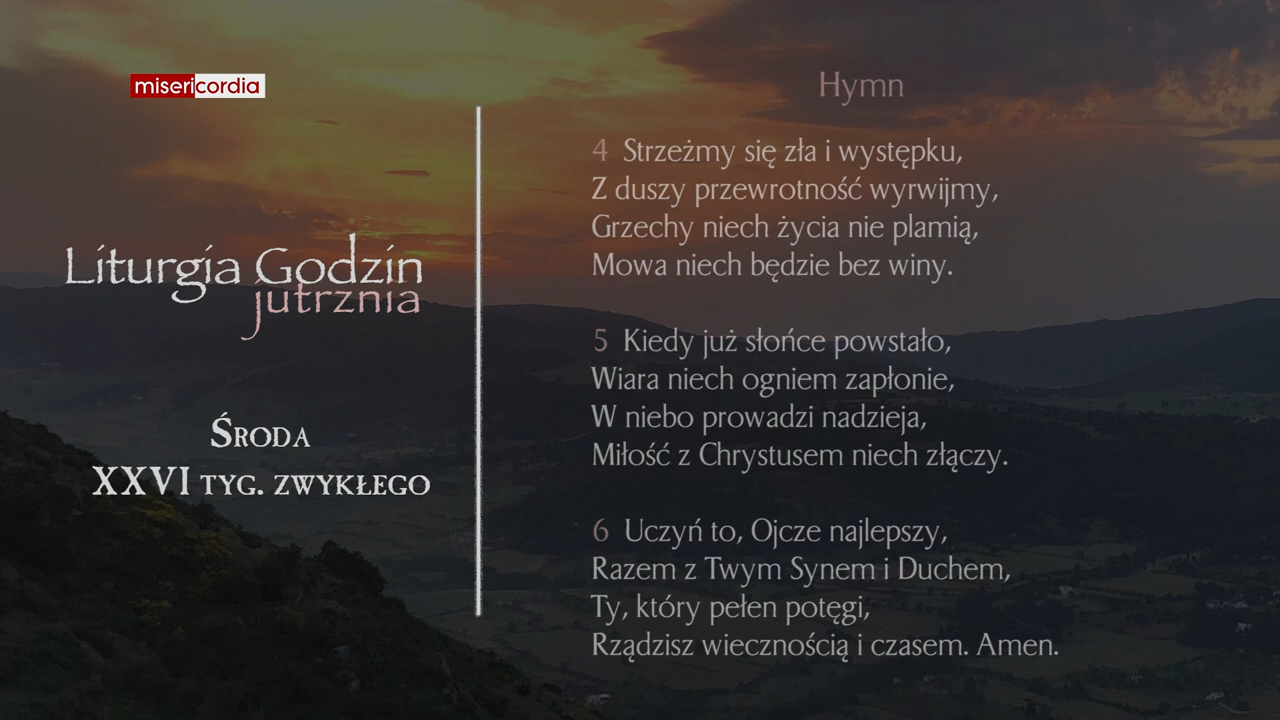 misericordia
Liturgia Godzin
jutrznia
Środa
XXVI tyg. zwykłego
Hymn
4 Strzeżmy się zła i występku,
Z duszy przewrotność wyrwijmy,
Grzechy niech życia nie plamią,
Mowa niech będzie bez winy.
5 Kiedy już słońce powstało,
Wiara niech ogniem zapłonie,
W niebo prowadzi nadzieja,
Miłość z Chrystusem niech złączy.
6 Uczyń to, Ojcze najlepszy,
Razem z Twym Synem i Duchem,
Ty, który pełen potęgi,
Rządzisz wiecznością i czasem. Amen.